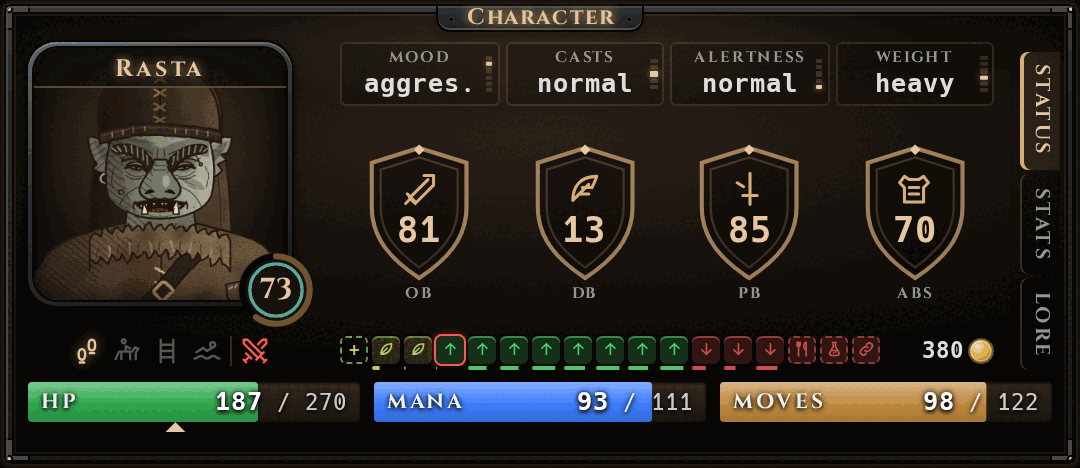 CHARACTER
RASTA
73
MOOD
aggres.
CASTS
normal
ALERTNESS
normal
WEIGHT
heavy
81
OB
13
DB
85
PB
70
ABS
STATUS
STATS
LORE
380
HP 187 / 270
MANA 93 / 111
MOVES 98 / 122